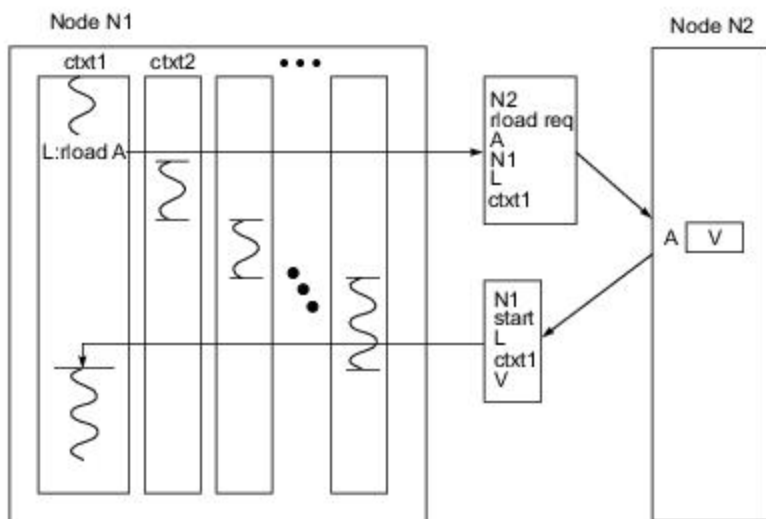 Node N1
Node N2
ctxt1
ctxt2
L:rload A
N2
rload req
A
N1
L
ctxt1
A
V
N1
start
L
ctxt1
V